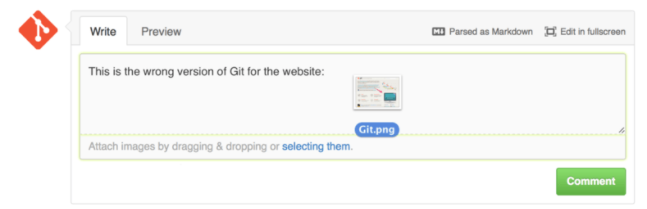 Write Preview Parsed as Markdown Edit in fullscreen
This is the wrong version of Git for the website:
Git.png
Attach images by dragging & dropping or selecting them.
Comment